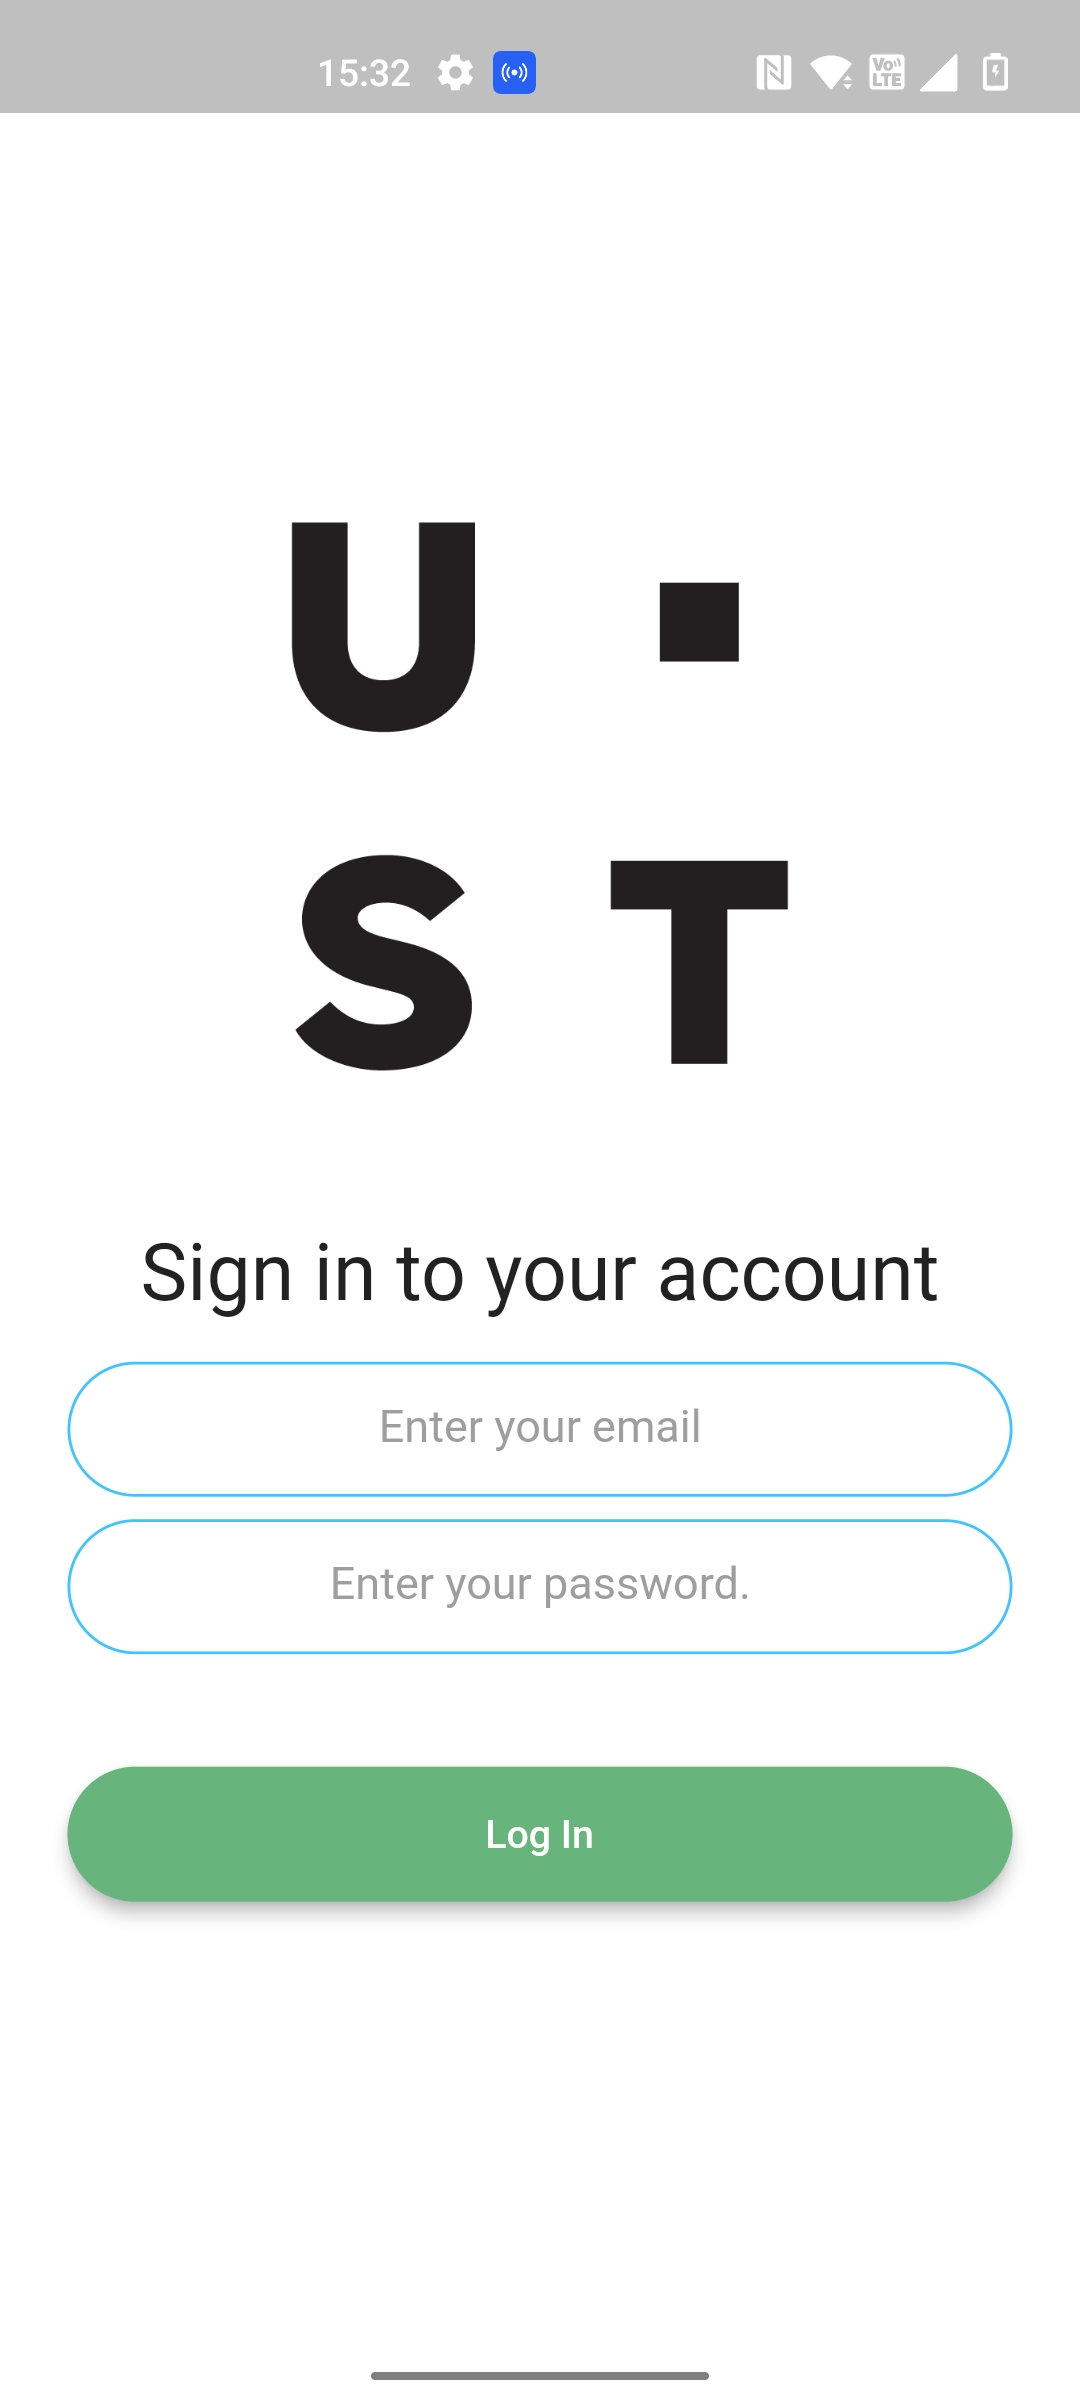 15:32
Vo LTE
U ▪
S T
Sign in to your account
Enter your email
Enter your password.
Log In